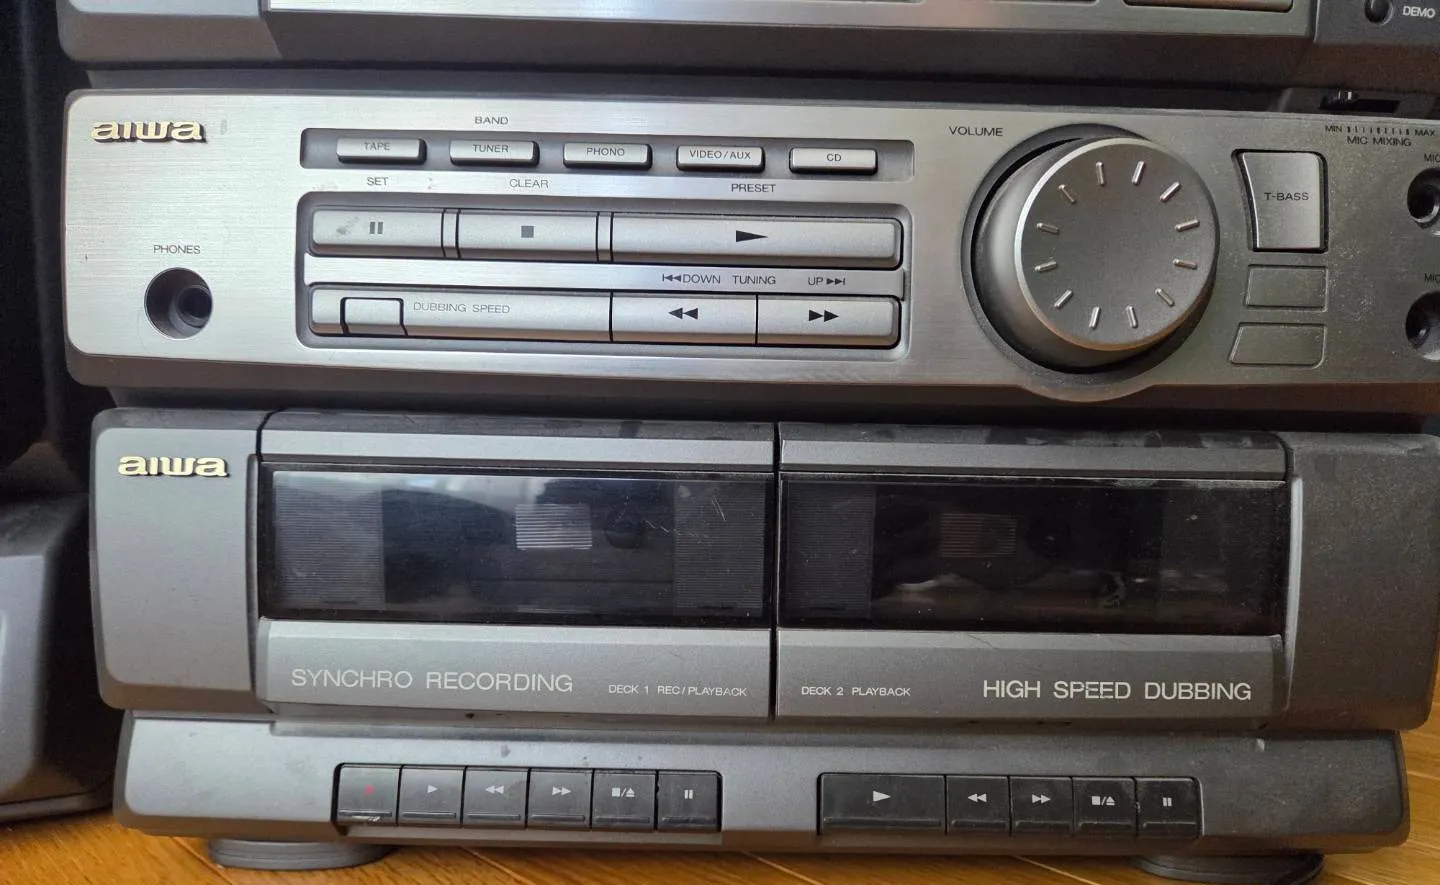 DEMO
aiwa
BAND
TAPE TUNER PHONO VIDEO/AUX CD
SET CLEAR PRESET
PHONES
DOWN TUNING UP
DUBBING SPEED
VOLUME
MIN MAX
MIC MIXING
T-BASS
aiwa
SYNCHRO RECORDING DECK 1 REC/PLAYBACK
DECK 2 PLAYBACK HIGH SPEED DUBBING